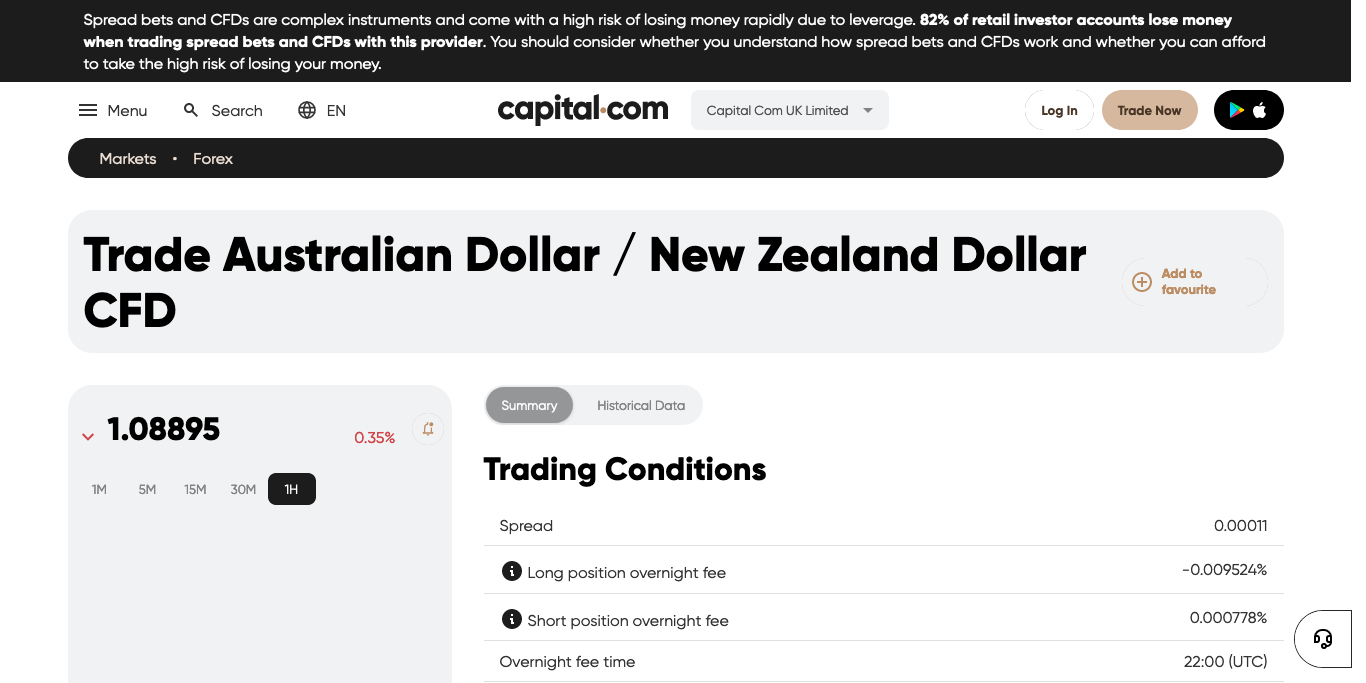 Spread bets and CFDs are complex instruments and come with a high risk of losing money rapidly due to leverage. 82% of retail investor accounts lose money
when trading spread bets and CFDs with this provider. You should consider whether you understand how spread bets and CFDs work and whether you can afford
to take the high risk of losing your money.
Menu
Search
EN
capital.com
Capital Com UK Limited
Log In
Trade Now
Markets • Forex
Trade Australian Dollar / New Zealand Dollar
CFD
Add to
favourite
1.08895
0.35%
1M
5M
15M
30M
1H
Summary
Historical Data
Trading Conditions
Spread 0.00011
Long position overnight fee -0.009524%
Short position overnight fee 0.000778%
Overnight fee time 22:00 (UTC)